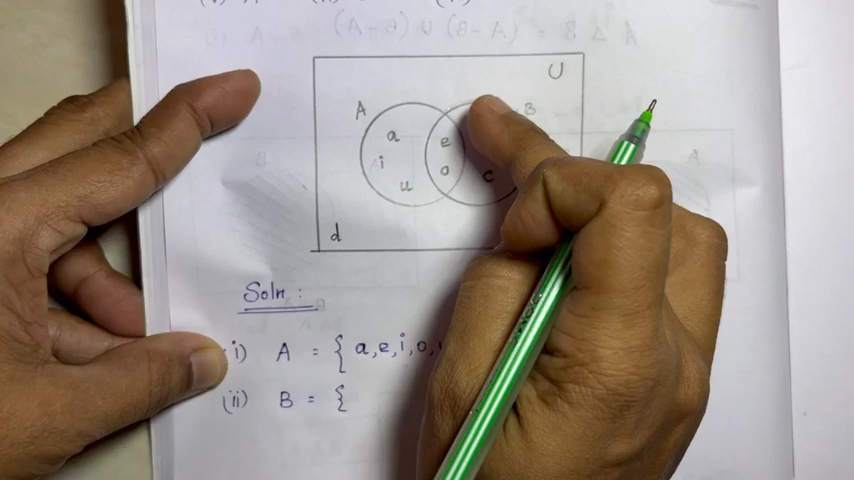 U
A B
a e
i
u o c
d
Soln :
(i) A = { a, e, i, o,
(ii) B = {